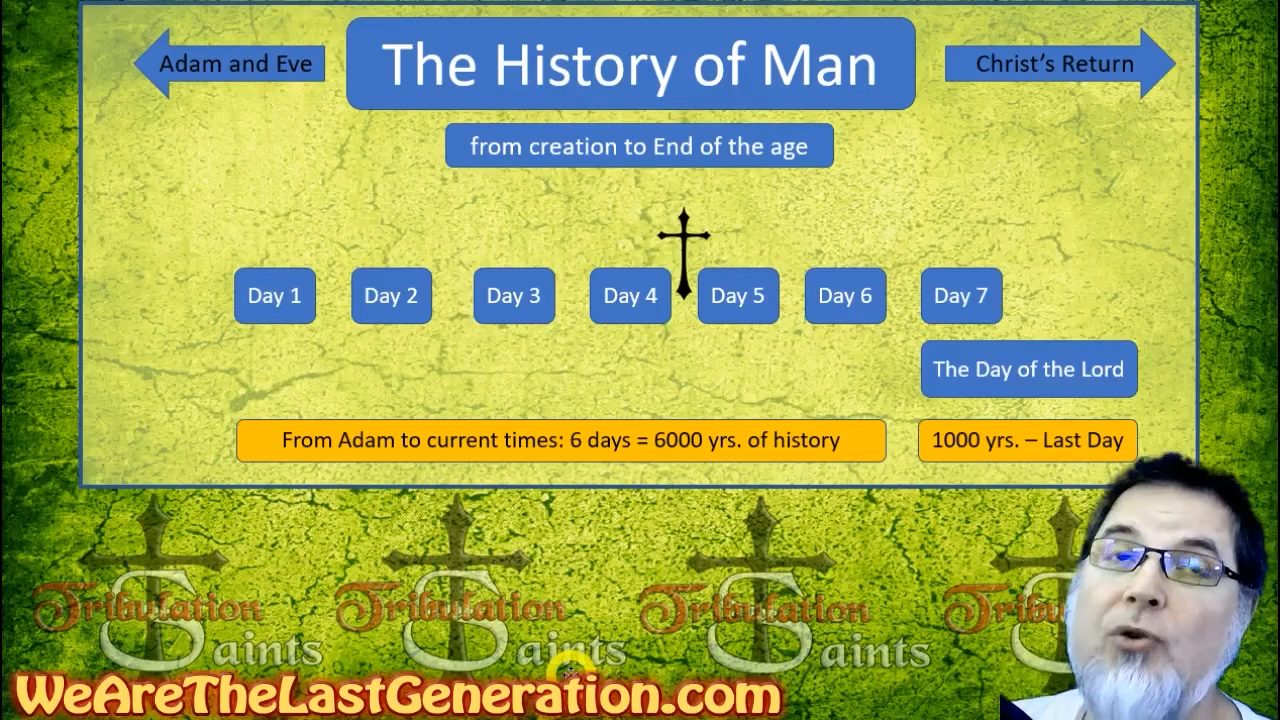 Adam and Eve
The History of Man
Christ's Return
from creation to End of the age
Day 1 Day 2 Day 3 Day 4 Day 5 Day 6 Day 7
The Day of the Lord
From Adam to current times: 6 days = 6000 yrs. of history
1000 yrs. – Last Day
Tribulation Saints
Tribulation Saints
Tribulation Saints
Tribu
WeAreTheLastGeneration.com